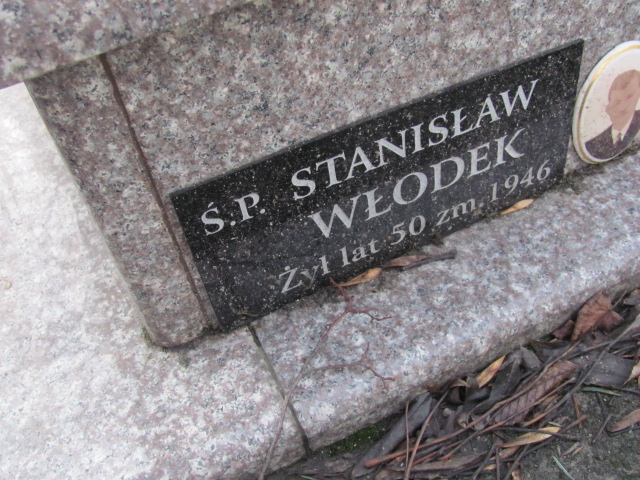 Ś.P. STANISŁAW
WŁODEK
Żył lat 50 zm. 1946